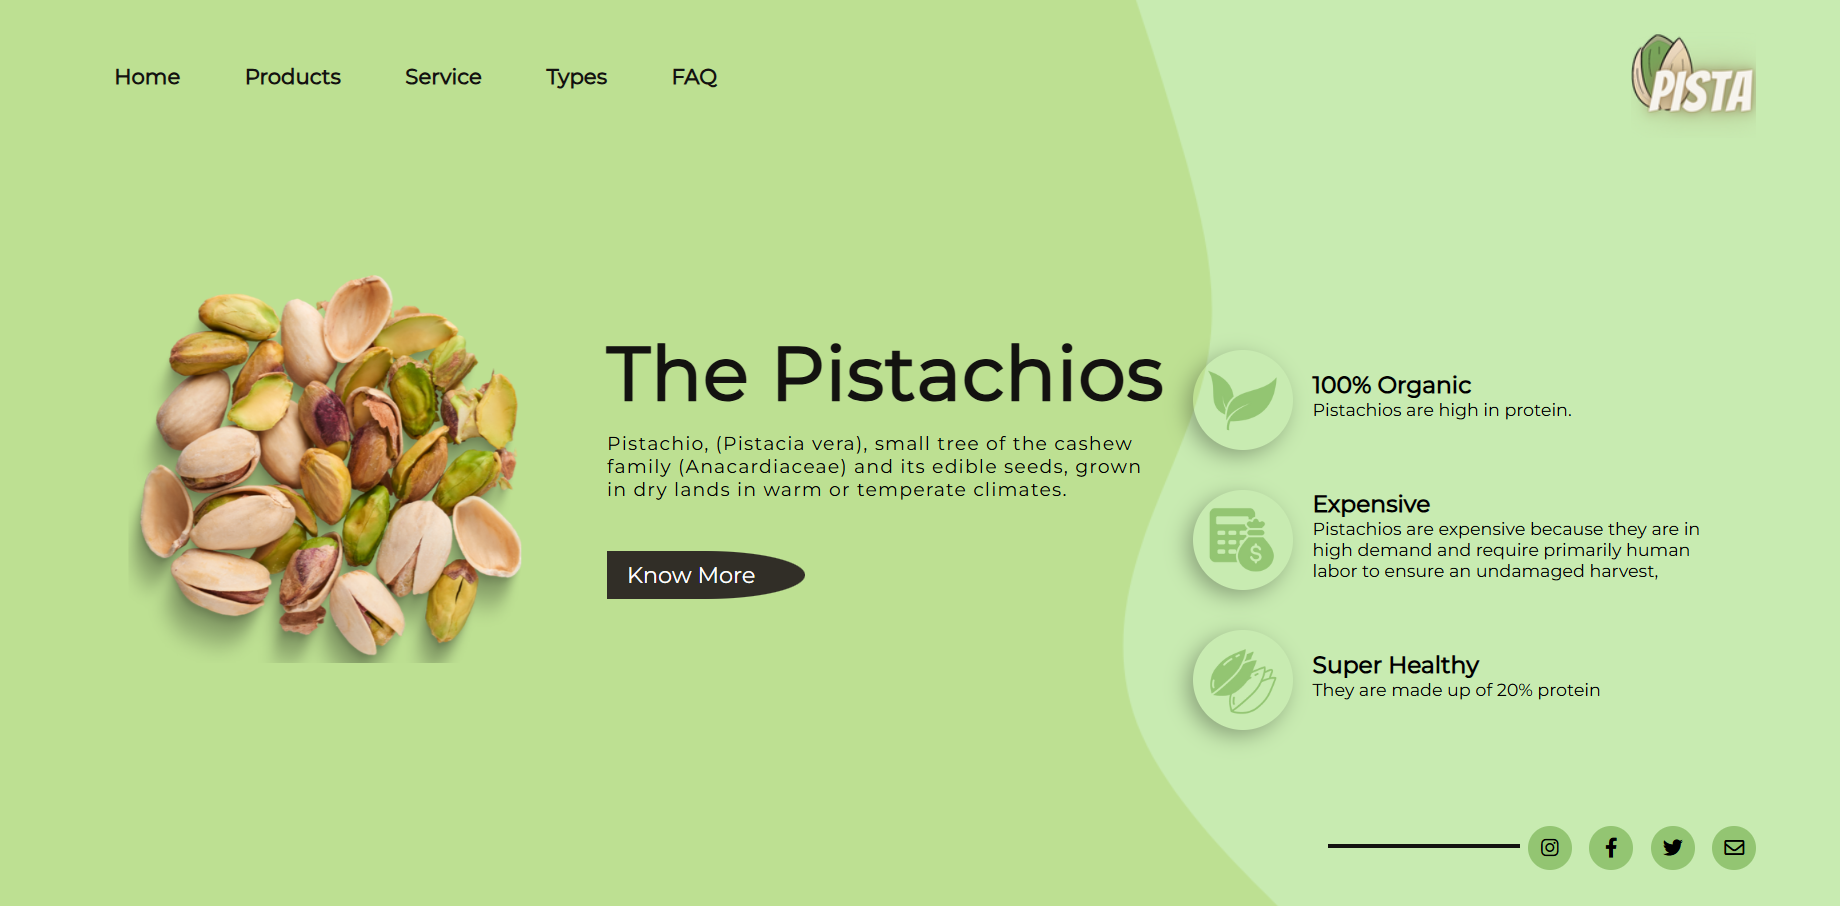 Home
Products
Service
Types
FAQ
PISTA
The Pistachios
Pistachio, (Pistacia vera), small tree of the cashew
family (Anacardiaceae) and its edible seeds, grown
in dry lands in warm or temperate climates.
Know More
100% Organic
Pistachios are high in protein.
Expensive
Pistachios are expensive because they are in
high demand and require primarily human
labor to ensure an undamaged harvest,
Super Healthy
They are made up of 20% protein